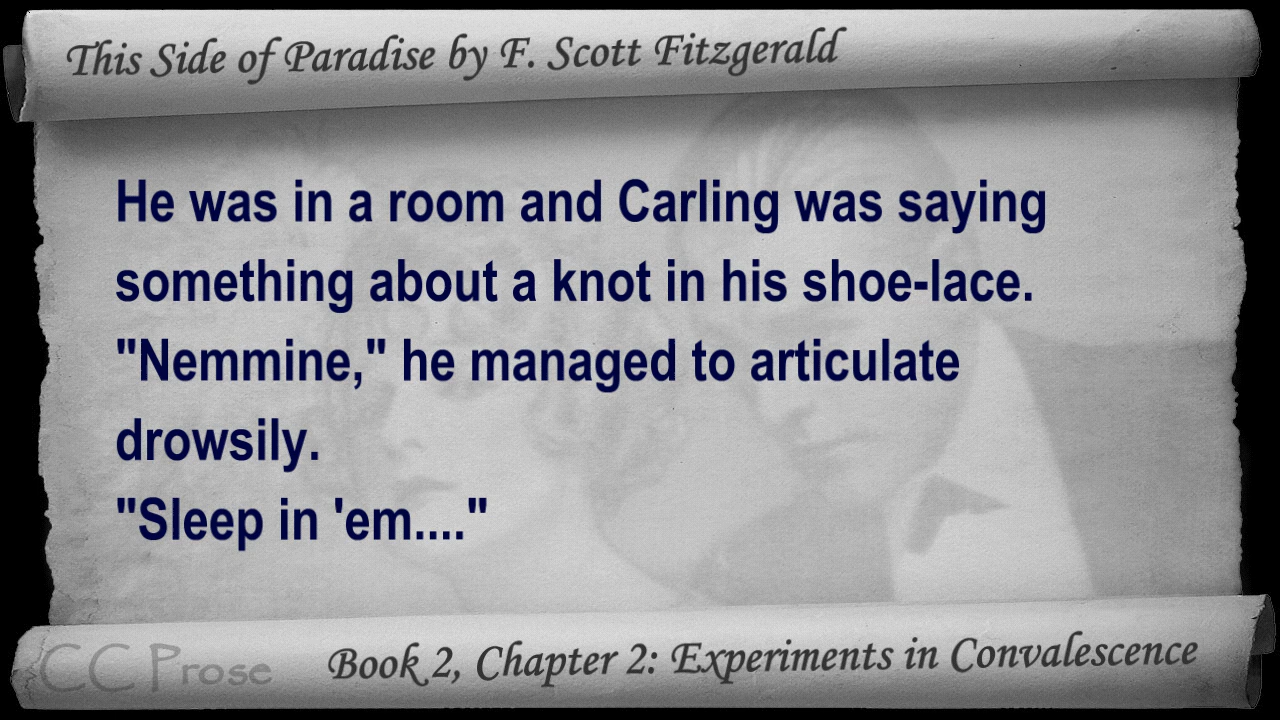 This Side of Paradise by F. Scott Fitzgerald
He was in a room and Carling was saying
something about a knot in his shoe-lace.
"Nemmine," he managed to articulate
drowsily.
"Sleep in 'em...."
CC Prose
Book 2, Chapter 2: Experiments in Convalescence